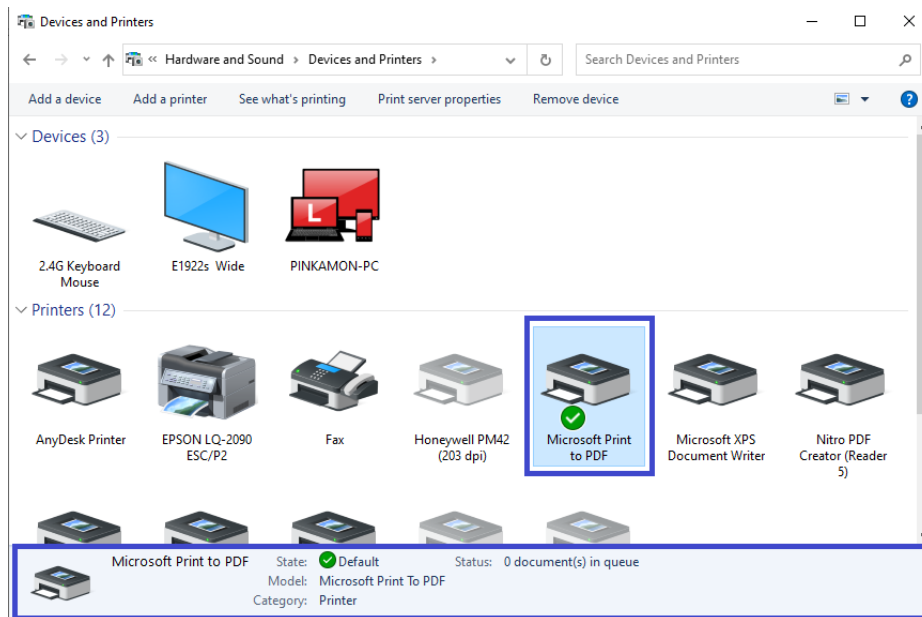 Devices and Printers
« Hardware and Sound > Devices and Printers >
Search Devices and Printers
Add a device Add a printer See what's printing Print server properties Remove device
?
Devices (3)
L
2.4G Keyboard
Mouse
E1922s Wide
PINKAMON-PC
Printers (12)
AnyDesk Printer
EPSON LQ-2090
ESC/P2
Fax
Honeywell PM42
(203 dpi)
Microsoft Print
to PDF
Microsoft XPS
Document Writer
Nitro PDF
Creator (Reader
5)
Microsoft Print to PDF State: Default Status: 0 document(s) in queue
Model: Microsoft Print To PDF
Category: Printer